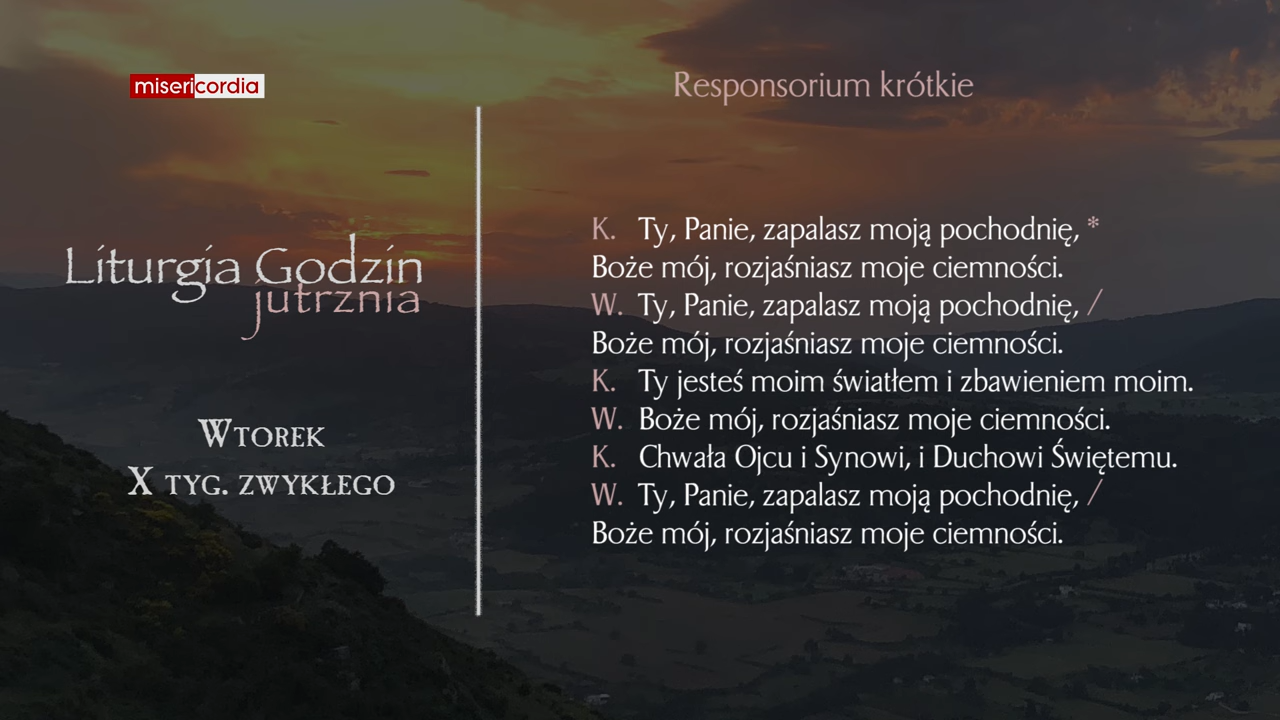 misericordia
Liturgia Godzin
jutrznia
Wtorek
X tyg. zwykłego
Responsorium krótkie
K. Ty, Panie, zapalasz moją pochodnię, *
Boże mój, rozjaśniasz moje ciemności.
W. Ty, Panie, zapalasz moją pochodnię, /
Boże mój, rozjaśniasz moje ciemności.
K. Ty jesteś moim światłem i zbawieniem moim.
W. Boże mój, rozjaśniasz moje ciemności.
K. Chwała Ojcu i Synowi, i Duchowi Świętemu.
W. Ty, Panie, zapalasz moją pochodnię, /
Boże mój, rozjaśniasz moje ciemności.